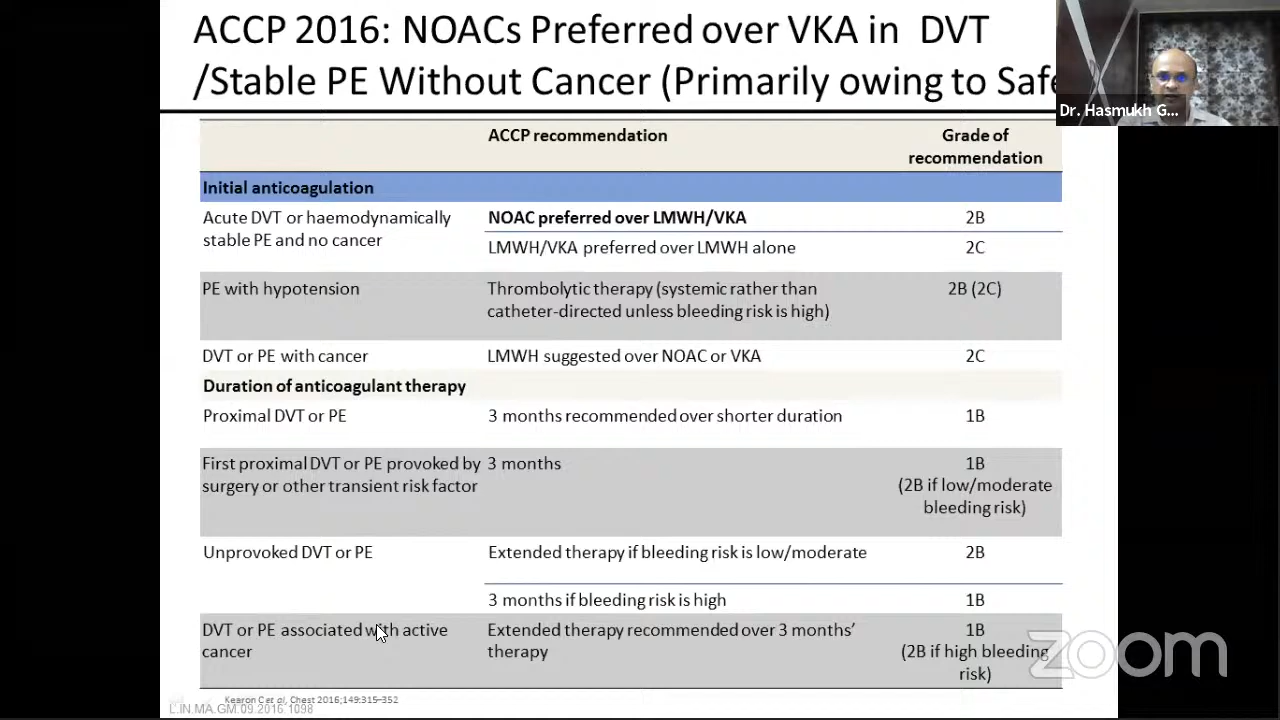 ACCP 2016: NOACs Preferred over VKA in DVT
/Stable PE Without Cancer (Primarily owing to Safe
Dr. Hasmukh G...
ACCP recommendation
Grade of
recommendation
Initial anticoagulation
Acute DVT or haemodynamically
stable PE and no cancer
NOAC preferred over LMWH/VKA
2B
LMWH/VKA preferred over LMWH alone
2C
PE with hypotension
Thrombolytic therapy (systemic rather than
catheter-directed unless bleeding risk is high)
2B (2C)
DVT or PE with cancer
LMWH suggested over NOAC or VKA
2C
Duration of anticoagulant therapy
Proximal DVT or PE
3 months recommended over shorter duration
1B
First proximal DVT or PE provoked by
surgery or other transient risk factor
3 months
1B
(2B if low/moderate
bleeding risk)
Unprovoked DVT or PE
Extended therapy if bleeding risk is low/moderate
2B
3 months if bleeding risk is high
1B
DVT or PE associated with active
cancer
Extended therapy recommended over 3 months’
therapy
1B
(2B if high bleeding
risk)
zoom
Kearon C et al, Chest 2016;149:315–352
L.IN.MA.GM.09.2016.1098